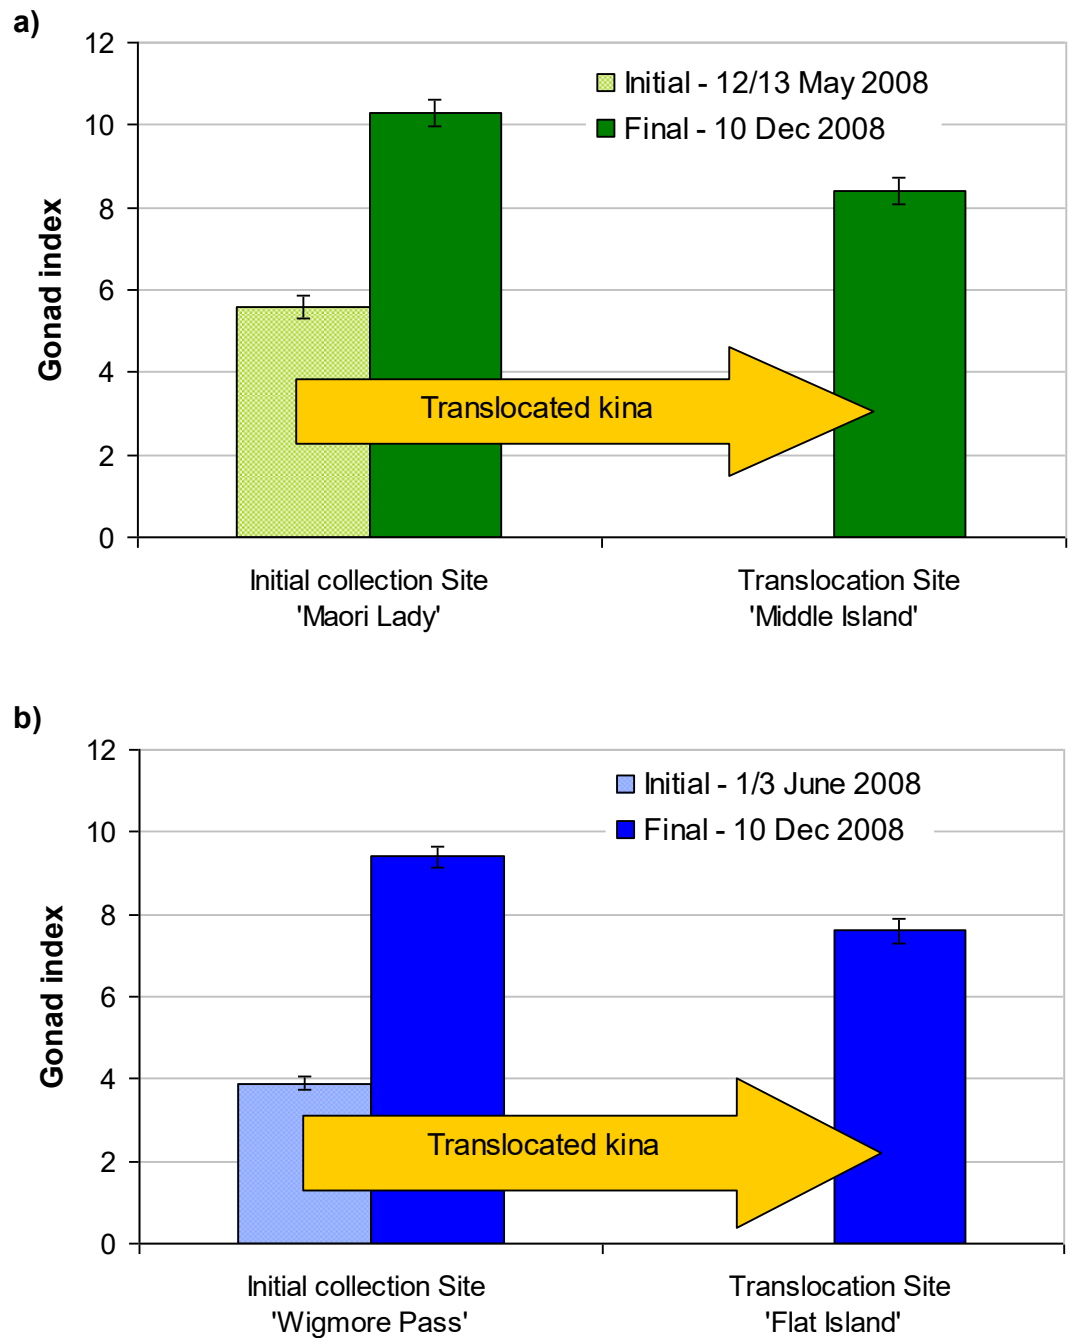 a)
12
10
8
6
4
2
0
Gonad index
Initial - 12/13 May 2008
Final - 10 Dec 2008
Translocated kina
Initial collection Site
'Maori Lady'
Translocation Site
'Middle Island'
b)
12
10
8
6
4
2
0
Gonad index
Initial - 1/3 June 2008
Final - 10 Dec 2008
Translocated kina
Initial collection Site
'Wigmore Pass'
Translocation Site
'Flat Island'